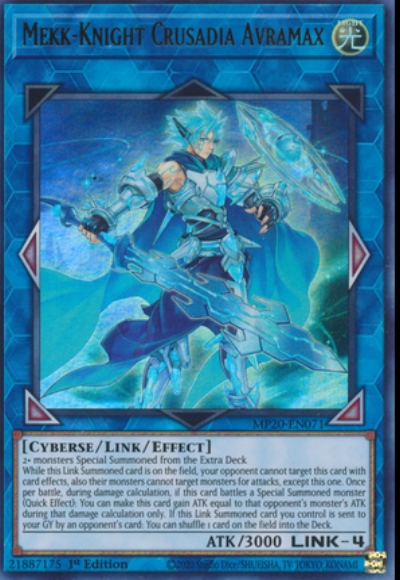 MEKK-KNIGHT CRUSADIA AVRAMAX
LIGHT
光
MP20-EN071
[CYBERSE/LINK/EFFECT]
2+ monsters Special Summoned from the Extra Deck
While this Link Summoned card is on the field, your opponent cannot target this card with
card effects, also their monsters cannot target monsters for attacks, except this one. Once
per battle, during damage calculation, if this card battles a Special Summoned monster
(Quick Effect): You can make this card gain ATK equal to that opponent's monster's ATK
during that damage calculation only. If this Link Summoned card you control is sent to
your GY by an opponent's card: You can shuffle 1 card on the field into the Deck.
ATK/3000 LINK-4
21887175 1st Edition
©2020 Studio Dice/SHUEISHA, TV TOKYO, KONAMI